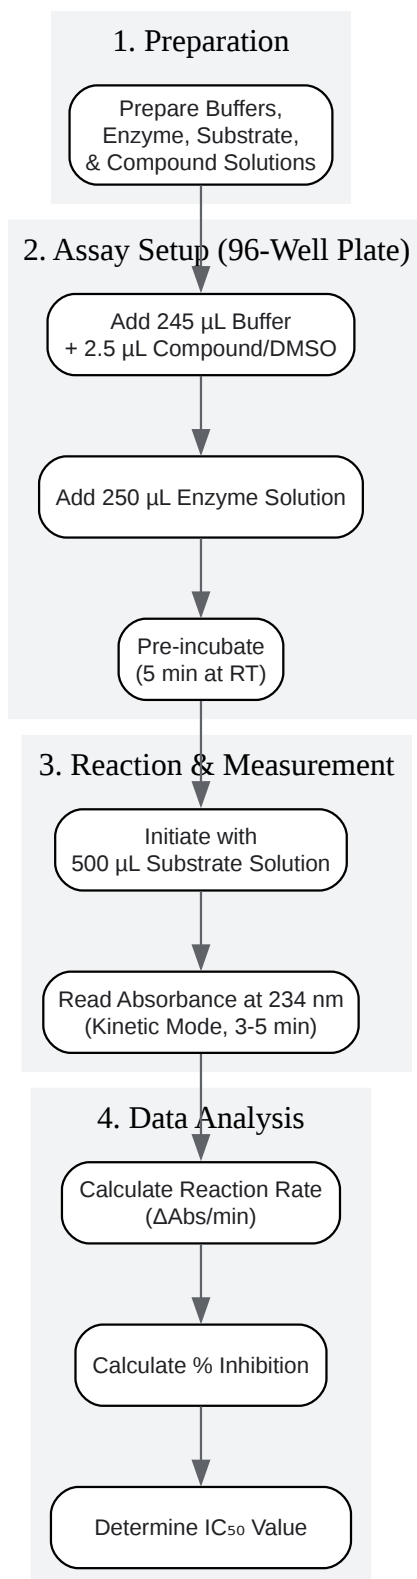 1. Preparation
Prepare Buffers,
Enzyme, Substrate,
& Compound Solutions
2. Assay Setup (96-Well Plate)
Add 245 µL Buffer
+ 2.5 µL Compound/DMSO
Add 250 µL Enzyme Solution
Pre-incubate
(5 min at RT)
3. Reaction & Measurement
Initiate with
500 µL Substrate Solution
Read Absorbance at 234 nm
(Kinetic Mode, 3-5 min)
4. Data Analysis
Calculate Reaction Rate
(ΔAbs/min)
Calculate % Inhibition
Determine IC₅₀ Value